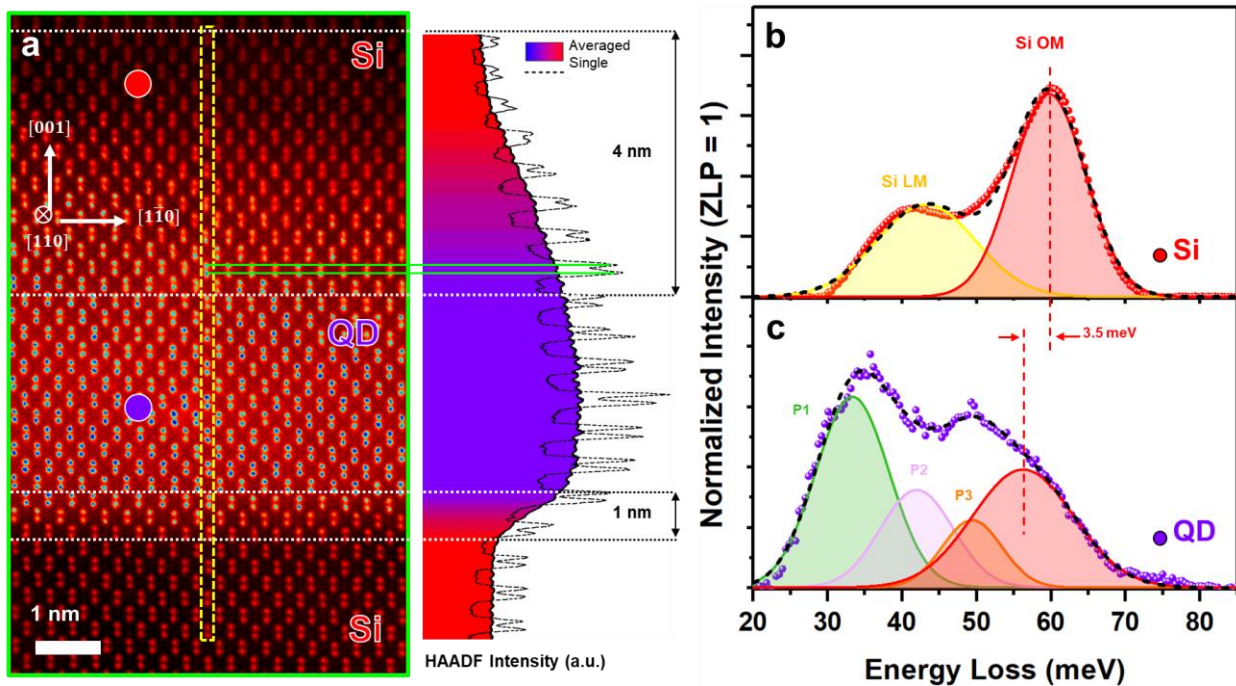 a
Si
[001]
[11̄0]
[110]
QD
1 nm
Si
Averaged
Single
4 nm
1 nm
HAADF Intensity (a.u.)
Normalized Intensity (ZLP = 1)
b
Si OM
Si LM
Si
c
3.5 meV
P1
P2
P3
QD
20 30 40 50 60 70 80
Energy Loss (meV)